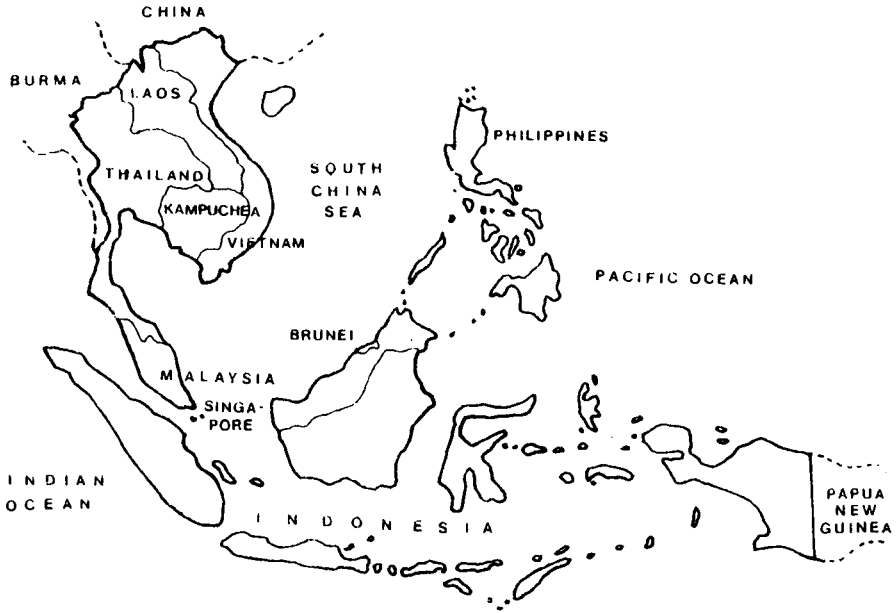 CHINA
BURMA
LAOS
PHILIPPINES
THAILAND
SOUTH
CHINA
SEA
KAMPUCHEA
VIETNAM
PACIFIC OCEAN
BRUNEI
MALAYSIA
SINGA-
PORE
INDIAN
OCEAN
INDONESIA
PAPUA
NEW
GUINEA